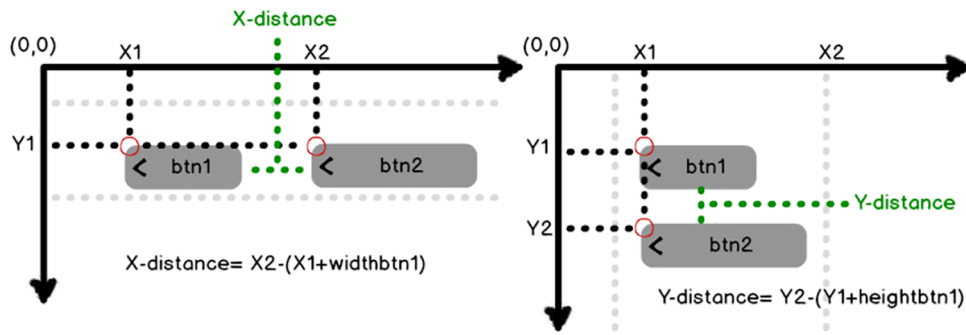 X-distance
(0,0) X1 X2
Y1
btn1 btn2
X-distance= X2-(X1+widthbtn1)
(0,0) X1 X2
Y1
btn1
Y-distance
Y2
btn2
Y-distance= Y2-(Y1+heightbtn1)